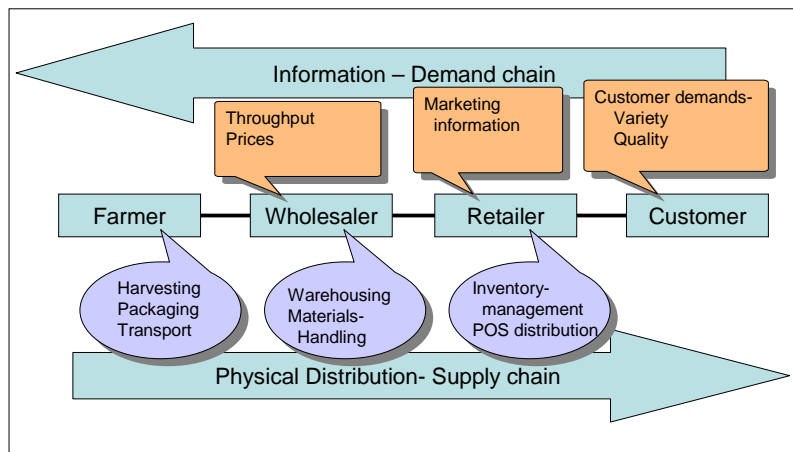 Information – Demand chain
Throughput
Prices
Marketing
information
Customer demands-
Variety
Quality
Farmer
Wholesaler
Retailer
Customer
Harvesting
Packaging
Transport
Warehousing
Materials-
Handling
Inventory-
management
POS distribution
Physical Distribution- Supply chain